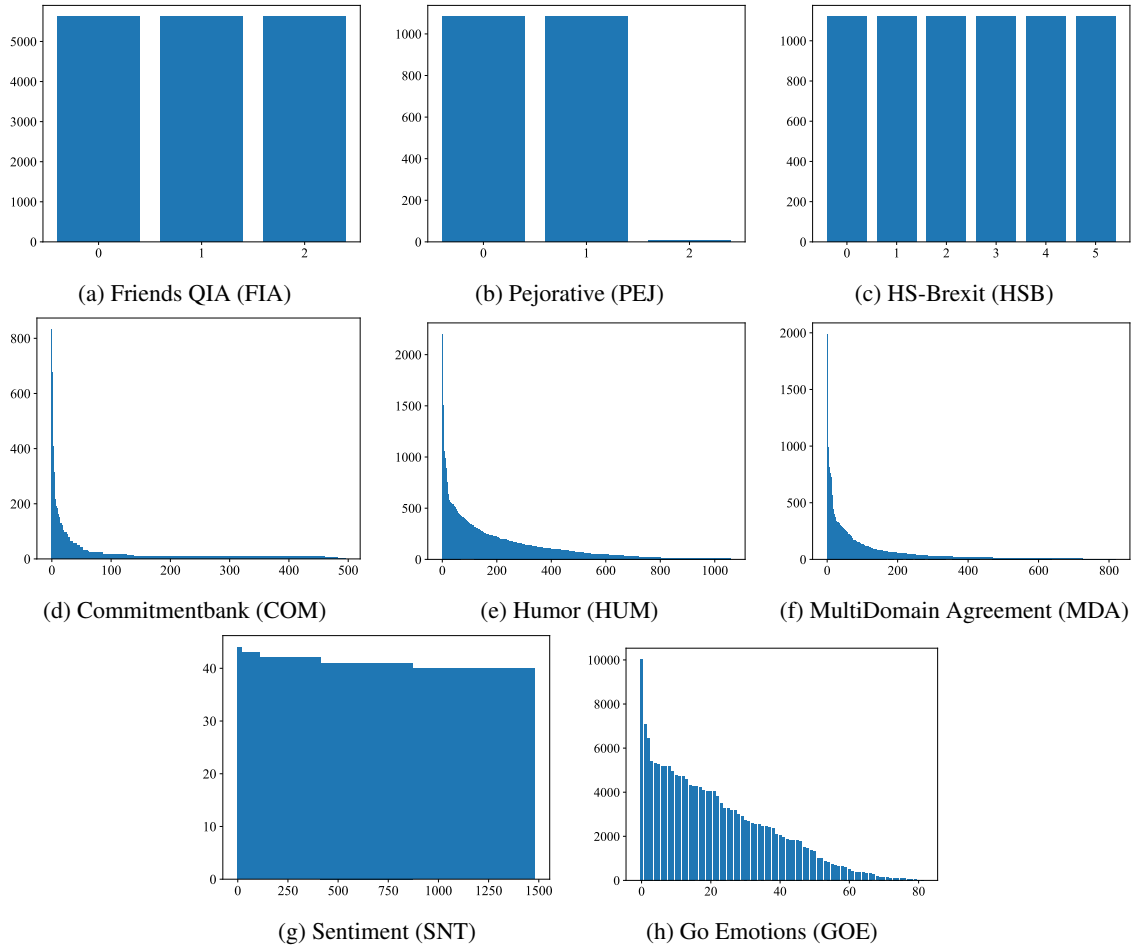 5000
4000
3000
2000
1000
0
0 1 2
(a) Friends QIA (FIA)
1000
800
600
400
200
0
0 1 2
(b) Pejorative (PEJ)
1000
800
600
400
200
0
0 1 2 3 4 5
(c) HS-Brexit (HSB)
800
600
400
200
0
0 100 200 300 400 500
(d) Commitmentbank (COM)
2000
1500
1000
500
0
0 200 400 600 800 1000
(e) Humor (HUM)
2000
1500
1000
500
0
0 200 400 600 800
(f) MultiDomain Agreement (MDA)
40
30
20
10
0
0 250 500 750 1000 1250 1500
(g) Sentiment (SNT)
10000
8000
6000
4000
2000
0
0 20 40 60 80
(h) Go Emotions (GOE)